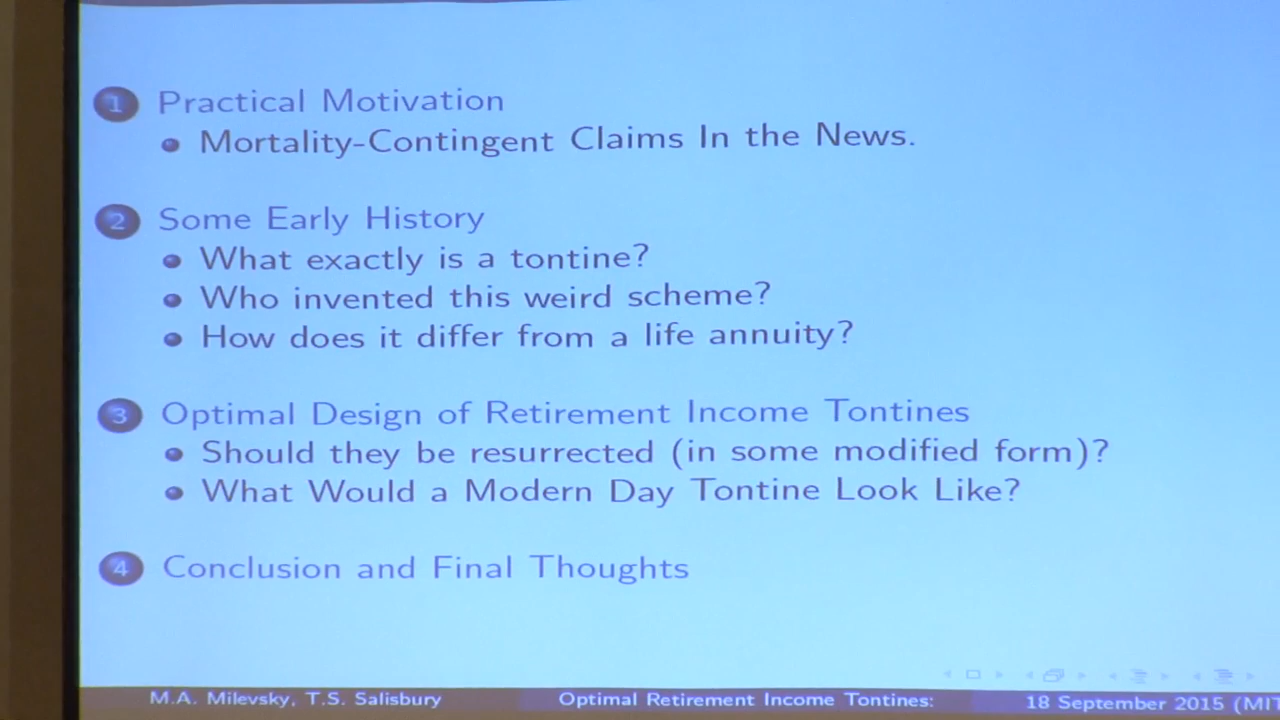 1 Practical Motivation
Mortality-Contingent Claims In the News.
2 Some Early History
What exactly is a tontine?
Who invented this weird scheme?
How does it differ from a life annuity?
3 Optimal Design of Retirement Income Tontines
Should they be resurrected (in some modified form)?
What Would a Modern Day Tontine Look Like?
4 Conclusion and Final Thoughts
M.A. Milevsky, T.S. Salisbury Optimal Retirement Income Tontines: 18 September 2015 (MIT